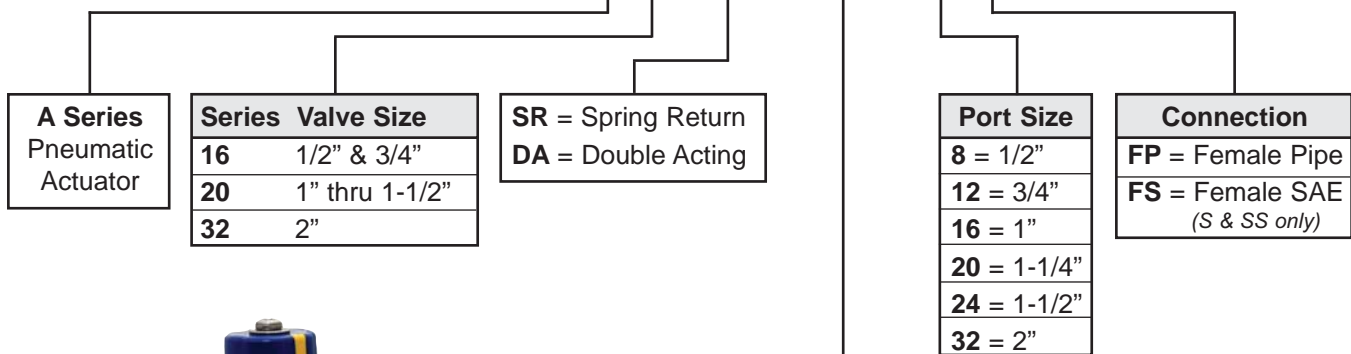 A Series
Pneumatic
Actuator
Series Valve Size
16 1/2” & 3/4”
20 1” thru 1-1/2”
32 2”
SR = Spring Return
DA = Double Acting
Port Size
8 = 1/2”
12 = 3/4”
16 = 1”
20 = 1-1/4”
24 = 1-1/2”
32 = 2”
Connection
FP = Female Pipe
FS = Female SAE
(S & SS only)